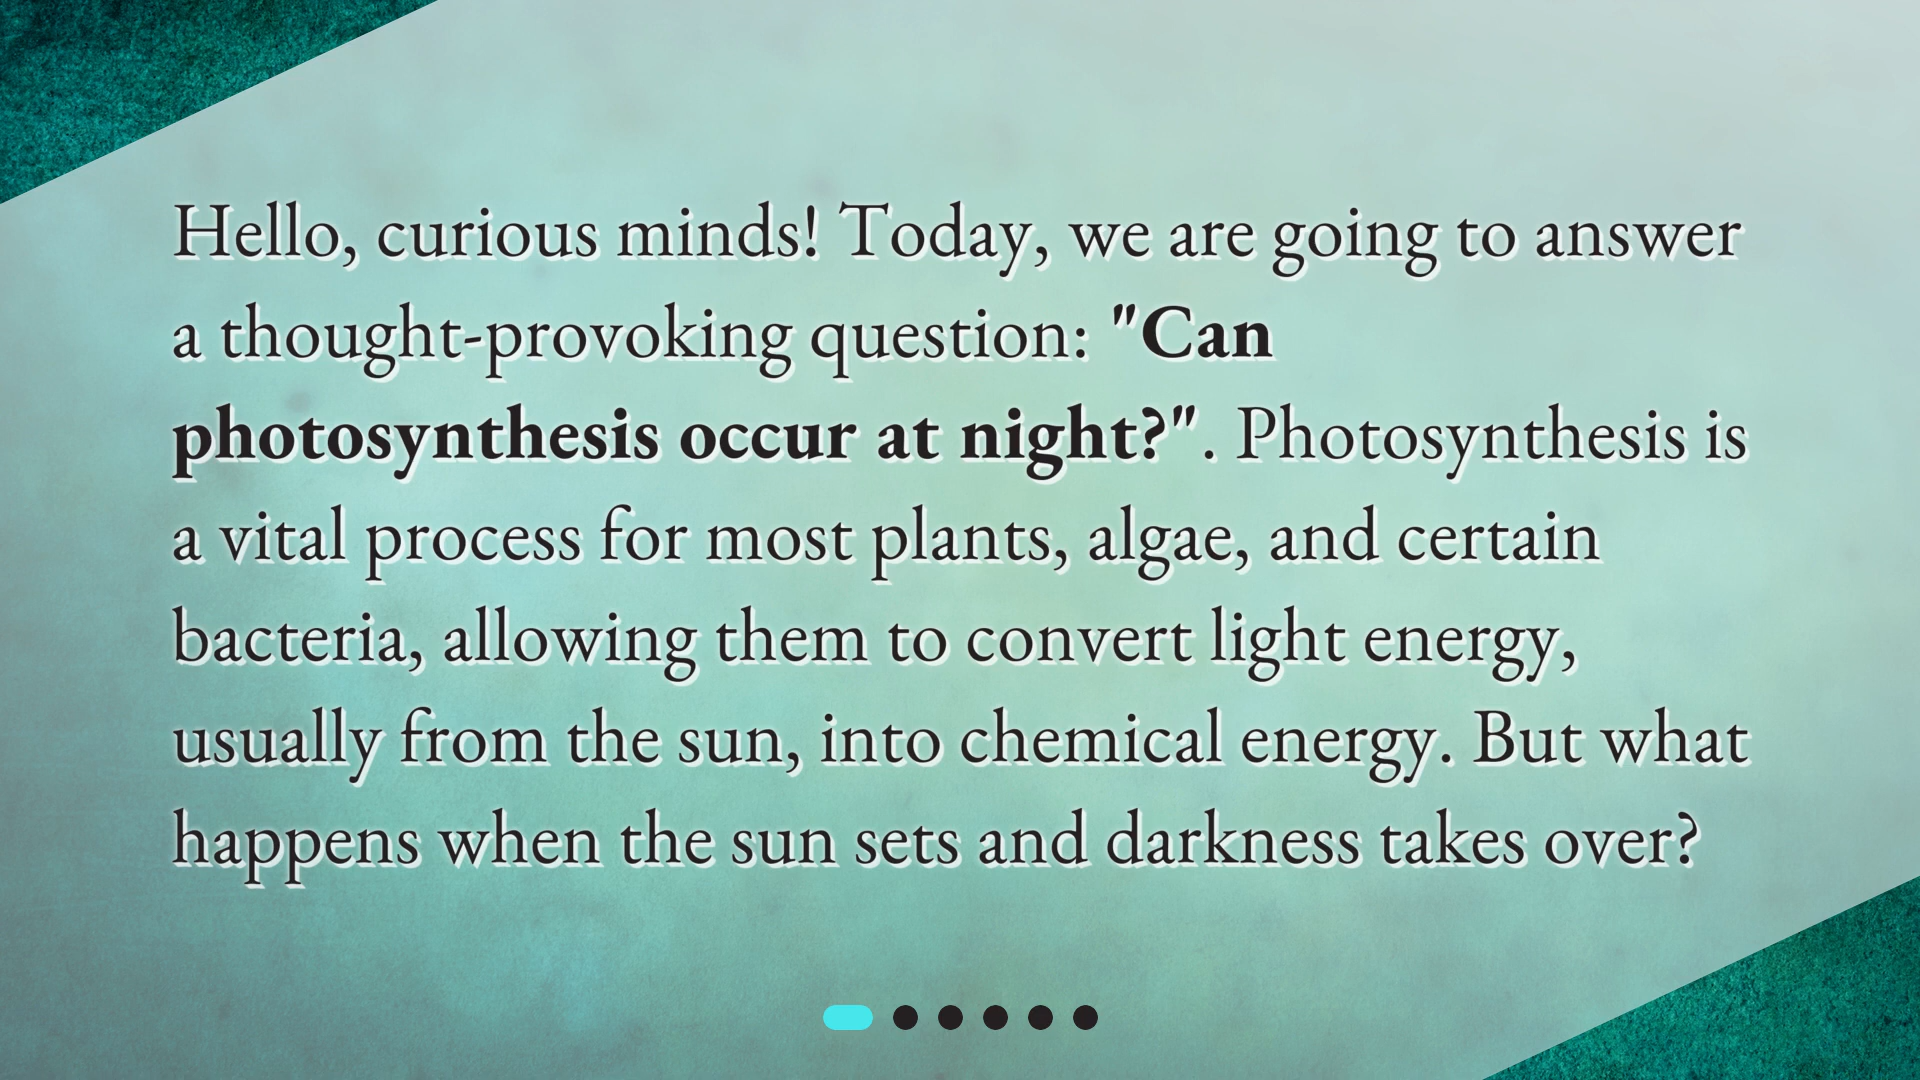 Hello, curious minds! Today, we are going to answer
a thought-provoking question: "Can
photosynthesis occur at night?". Photosynthesis is
a vital process for most plants, algae, and certain
bacteria, allowing them to convert light energy,
usually from the sun, into chemical energy. But what
happens when the sun sets and darkness takes over?